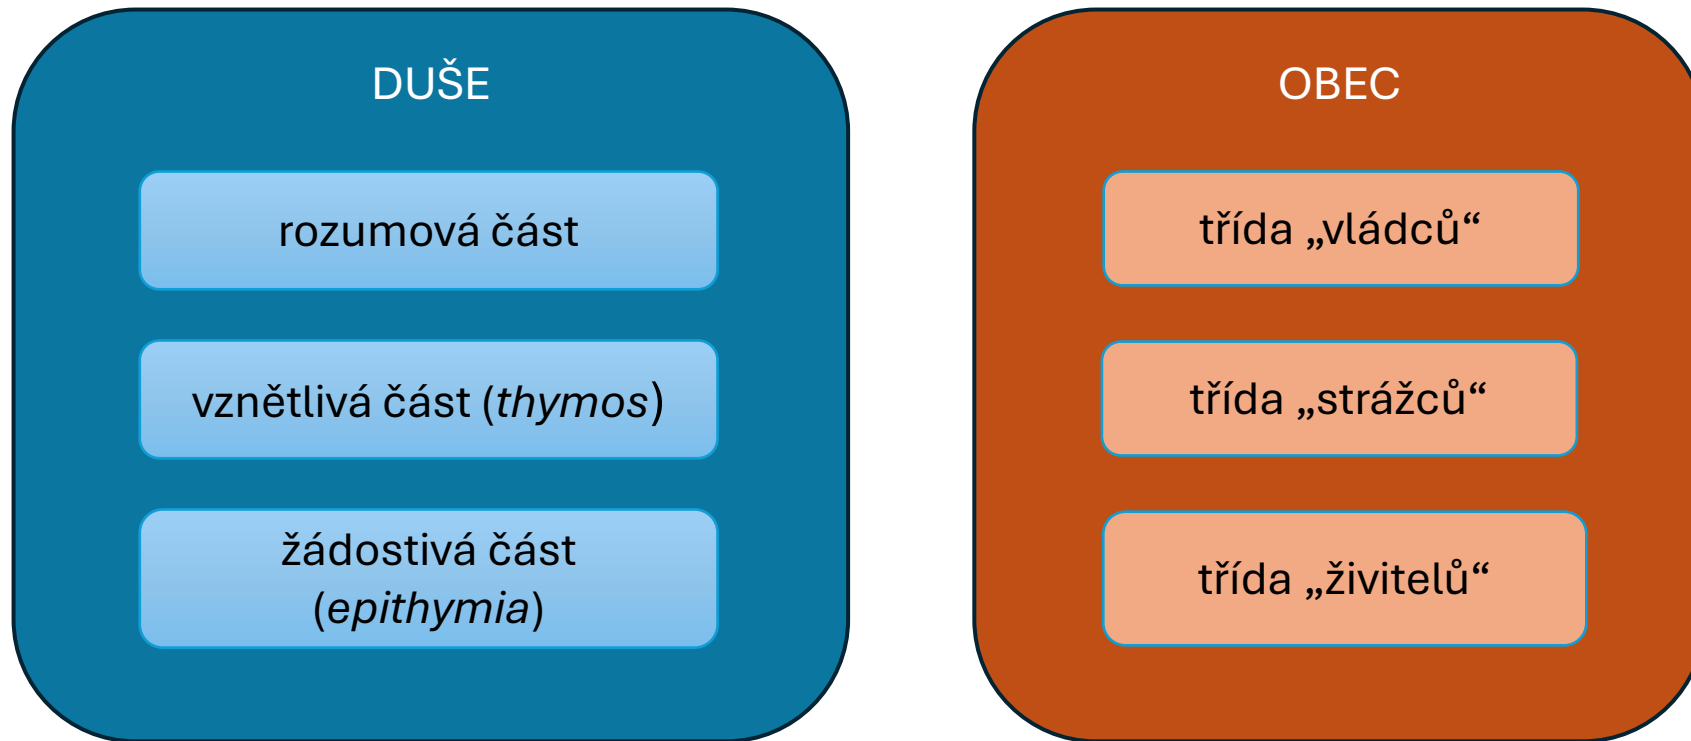 DUŠE
rozumová část
vznětlivá část (thymos)
žádostivá část
(epithymia)
OBEC
třída „vládců“
třída „strážců“
třída „živitelů“